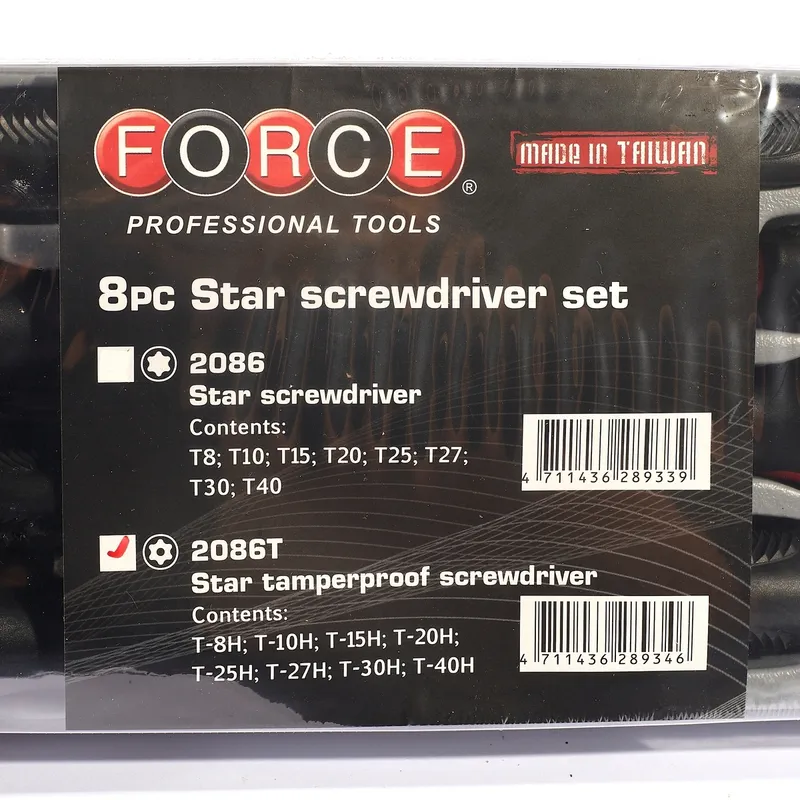 FORCE®
MADE IN TAIWAN
PROFESSIONAL TOOLS
8PC Star screwdriver set
2086
Star screwdriver
Contents:
T8; T10; T15; T20; T25; T27;
T30; T40
4 711436 289339
2086T
Star tamperproof screwdriver
Contents:
T-8H; T-10H; T-15H; T-20H;
T-25H; T-27H; T-30H; T-40H
4 711436 289346